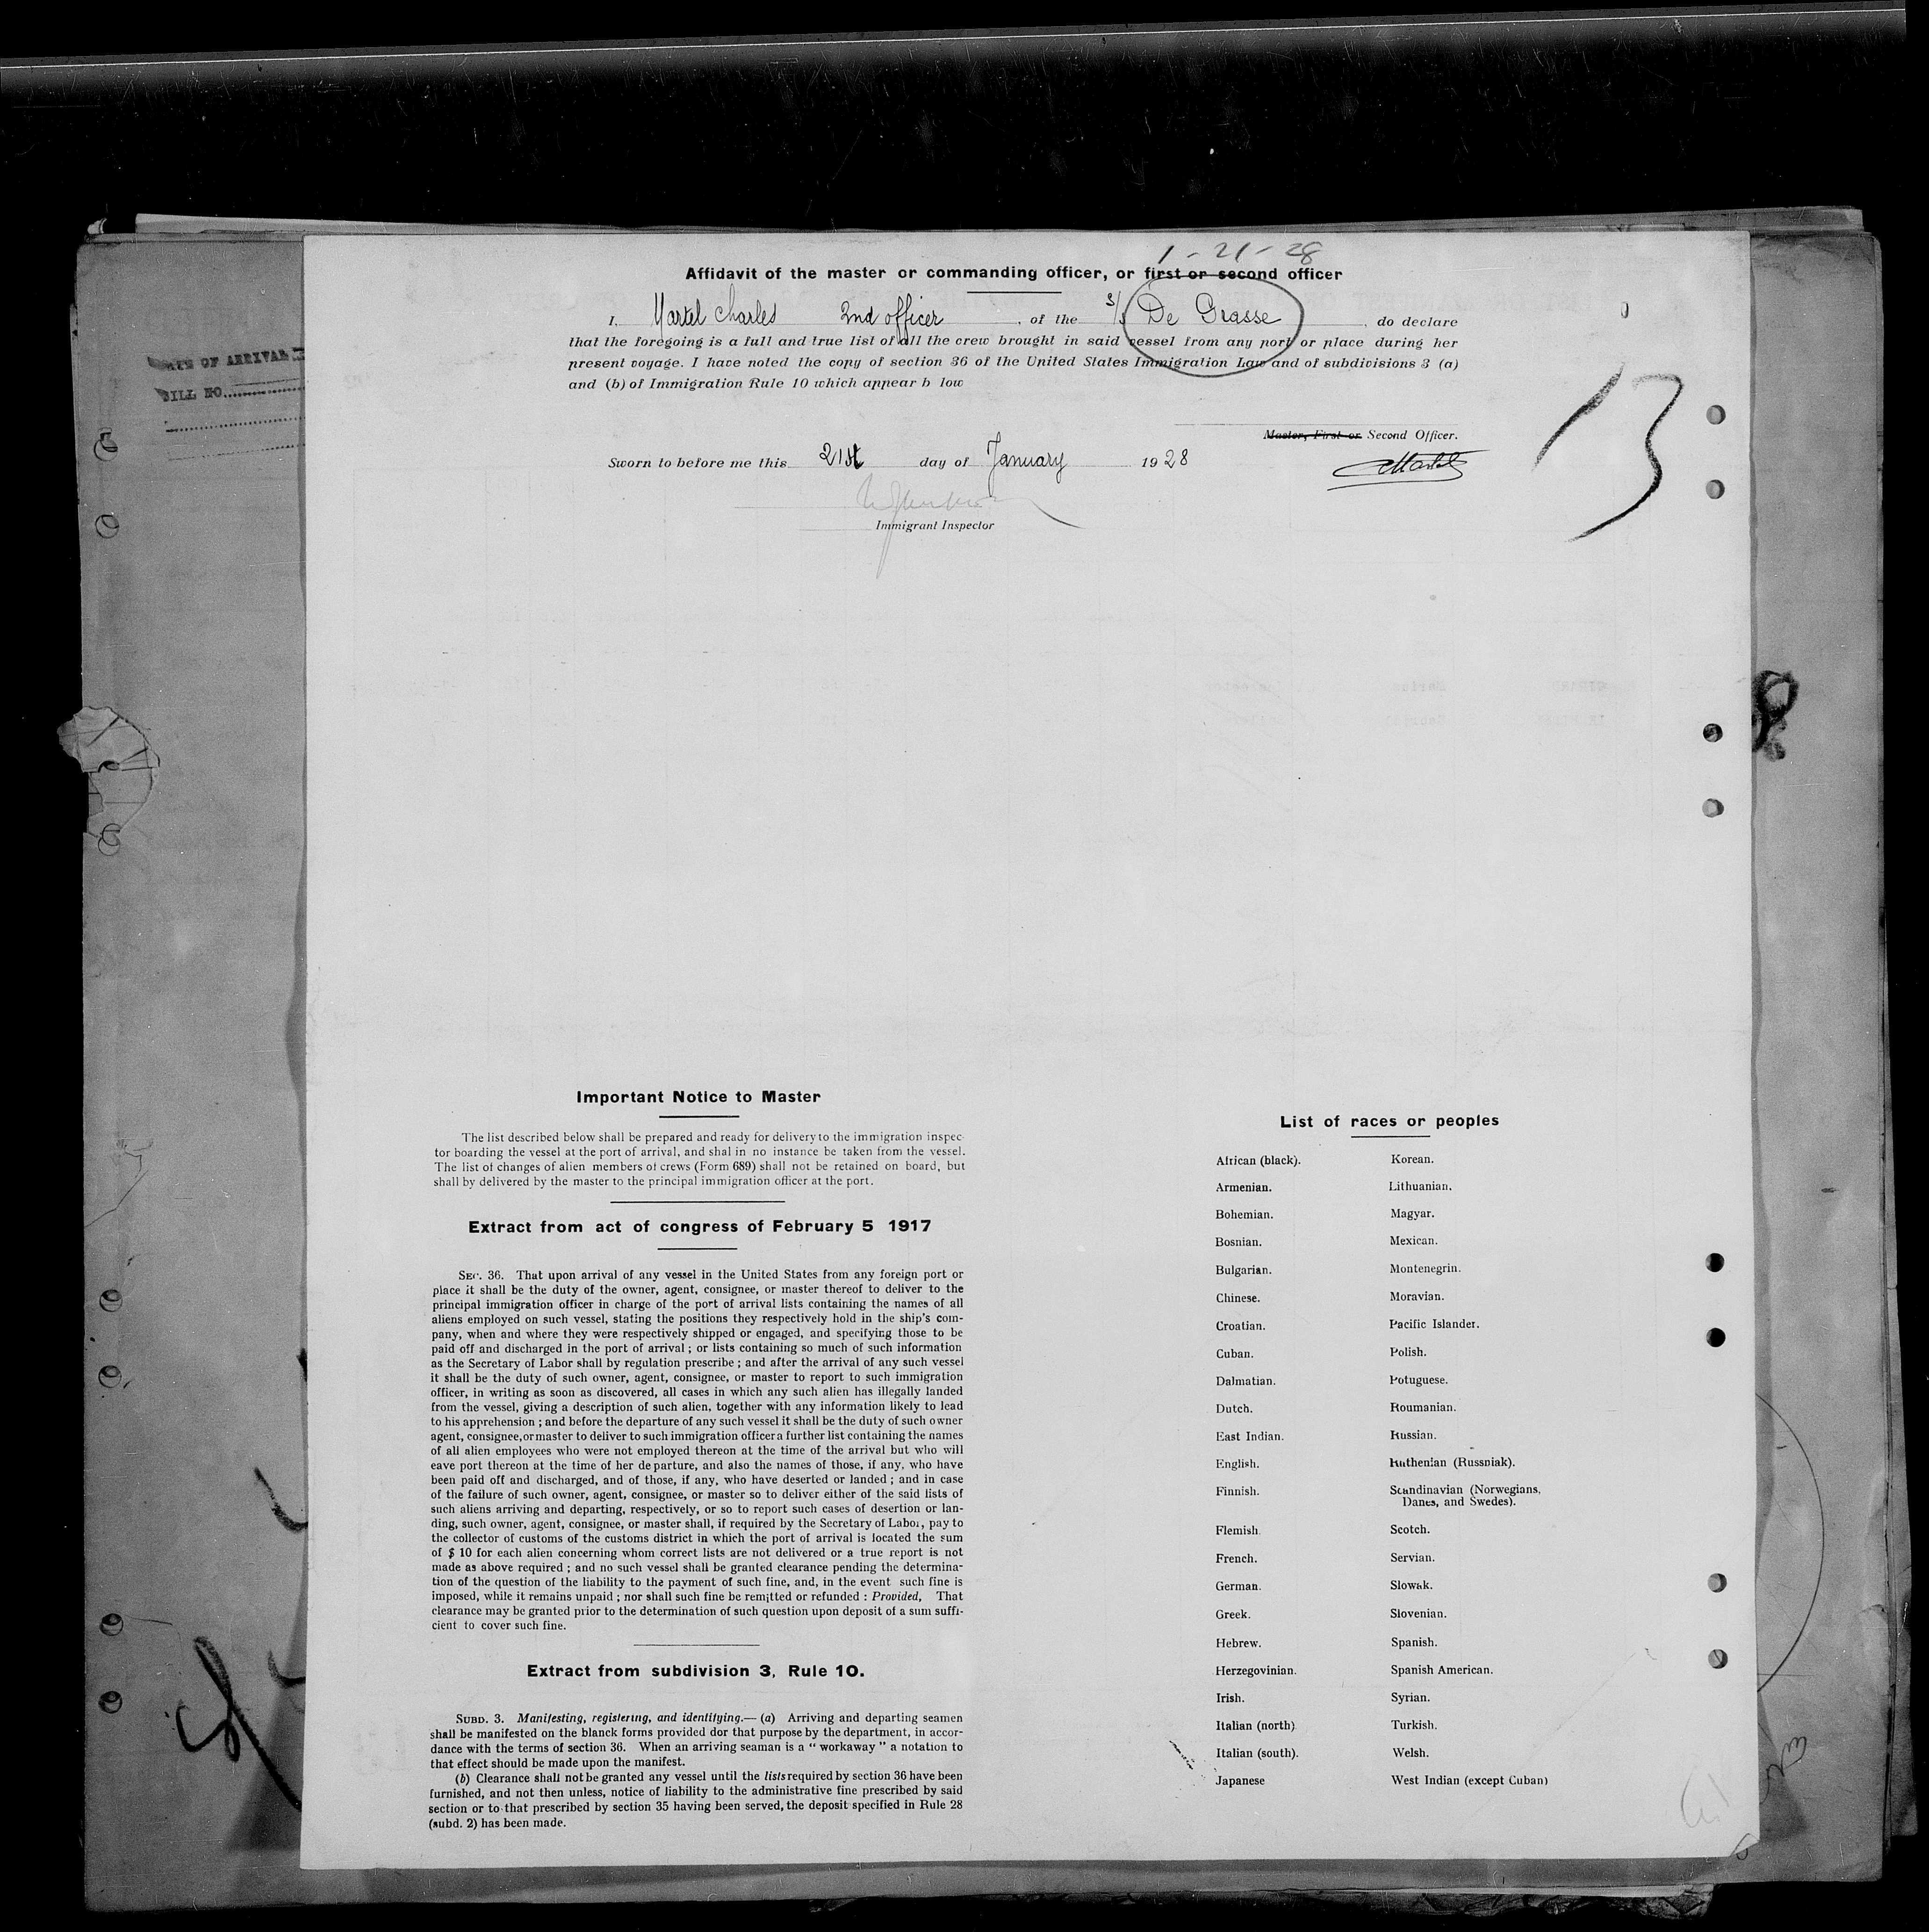 1-21-28
Affidavit of the master or commanding officer, or first or second officer
I, Martel Charles 2nd officer, of the S/S De Grasse, do declare
that the foregoing is a full and true list of all the crew brought in said vessel from any port or place during her
present voyage. I have noted the copy of section 36 of the United States Immigration Law and of subdivisions 3 (a)
and (b) of Immigration Rule 10 which appear b low
13
Master, First or Second Officer.
Sworn to before me this 21st day of January 1928
CMartel
Immigrant Inspector
OF ARRIVAL
BILL NO.
Important Notice to Master
The list described below shall be prepared and ready for delivery to the immigration inspec-
tor boarding the vessel at the port of arrival, and shal in no instance be taken from the vessel.
The list of changes of alien members of crews (Form 689) shall not be retained on board, but
shall by delivered by the master to the principal immigration officer at the port.
Extract from act of congress of February 5 1917
SEC. 36. That upon arrival of any vessel in the United States from any foreign port or
place it shall be the duty of the owner, agent, consignee, or master thereof to deliver to the
principal immigration officer in charge of the port of arrival lists containing the names of all
aliens employed on such vessel, stating the positions they respectively hold in the ship's com-
pany, when and where they were respectively shipped or engaged, and specifying those to be
paid off and discharged in the port of arrival ; or lists containing so much of such information
as the Secretary of Labor shall by regulation prescribe ; and after the arrival of any such vessel
it shall be the duty of such owner, agent, consignee, or master to report to such immigration
officer, in writing as soon as discovered, all cases in which any such alien has illegally landed
from the vessel, giving a description of such alien, together with any information likely to lead
to his apprehension ; and before the departure of any such vessel it shall be the duty of such owner
agent, consignee, or master to deliver to such immigration officer a further list containing the names
of all alien employees who were not employed thereon at the time of the arrival but who will
eave port thereon at the time of her departure, and also the names of those, if any, who have
been paid off and discharged, and of those, if any, who have deserted or landed ; and in case
of the failure of such owner, agent, consignee, or master so to deliver either of the said lists of
such aliens arriving and departing, respectively, or so to report such cases of desertion or lan-
ding, such owner, agent, consignee, or master shall, if required by the Secretary of Labor, pay to
the collector of customs of the customs district in which the port of arrival is located the sum
of $ 10 for each alien concerning whom correct lists are not delivered or a true report is not
made as above required ; and no such vessel shall be granted clearance pending the determina-
tion of the question of the liability to the payment of such fine, and, in the event such fine is
imposed, while it remains unpaid ; nor shall such fine be remitted or refunded : Provided, That
clearance may be granted prior to the determination of such question upon deposit of a sum suffi-
cient to cover such fine.
Extract from subdivision 3, Rule 10.
SUBD. 3. Manifesting, registering, and identifying.— (a) Arriving and departing seamen
shall be manifested on the blanck forms provided dor that purpose by the department, in accor-
dance with the terms of section 36. When an arriving seaman is a " workaway " a notation to
that effect should be made upon the manifest.
(b) Clearance shall not be granted any vessel until the lists required by section 36 have been
furnished, and not then unless, notice of liability to the administrative fine prescribed by said
section or to that prescribed by section 35 having been served, the deposit specified in Rule 28
(subd. 2) has been made.
List of races or peoples
African (black). Korean.
Armenian. Lithuanian.
Bohemian. Magyar.
Bosnian. Mexican.
Bulgarian. Montenegrin.
Chinese. Moravian.
Croatian. Pacific Islander.
Cuban. Polish.
Dalmatian. Potuguese.
Dutch. Roumanian.
East Indian. Russian.
English. Ruthenian (Russniak).
Finnish. Scandinavian (Norwegians,
Danes, and Swedes).
Flemish. Scotch.
French. Servian.
German. Slowak.
Greek. Slovenian.
Hebrew. Spanish.
Herzegovinian. Spanish American.
Irish. Syrian.
Italian (north) Turkish.
Italian (south). Welsh.
Japanese West Indian (except Cuban)